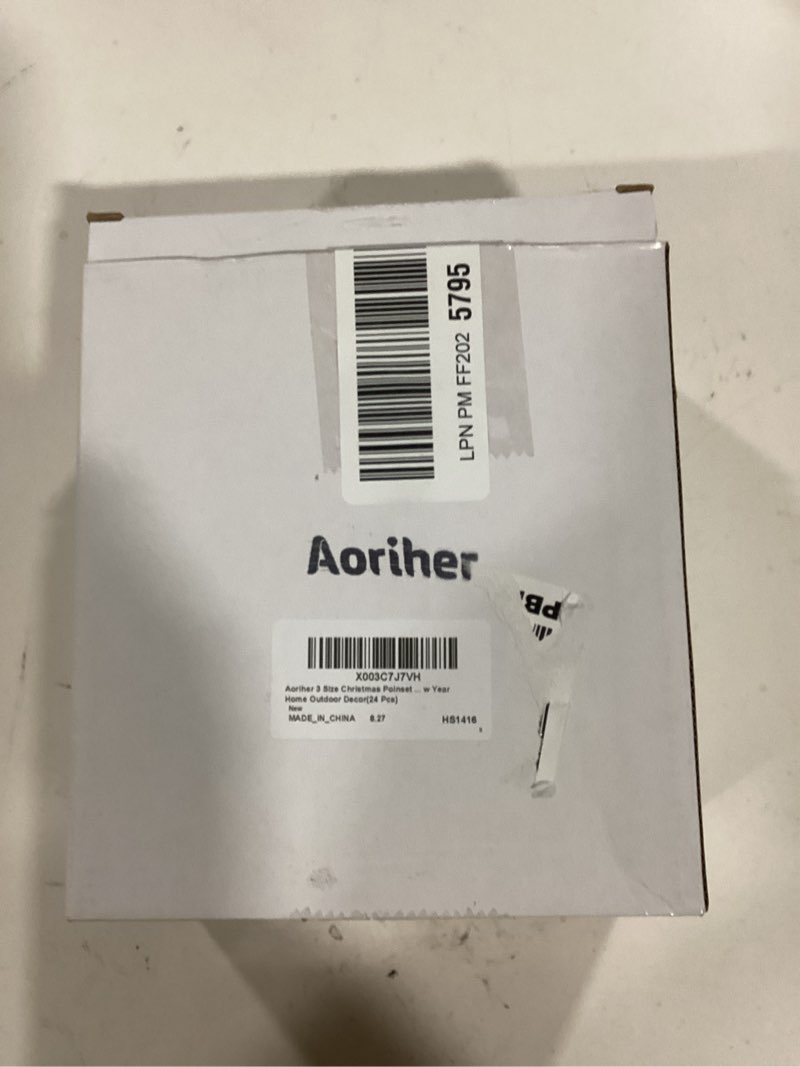 LPN PM FF202 5795
Aoriher
PB
X003C7J7VH
Aoriher 3 Size Christmas Poinset ... w Year
Home Outdoor Decor(24 Pcs)
New
MADE_IN_CHINA 8.27 HS1416